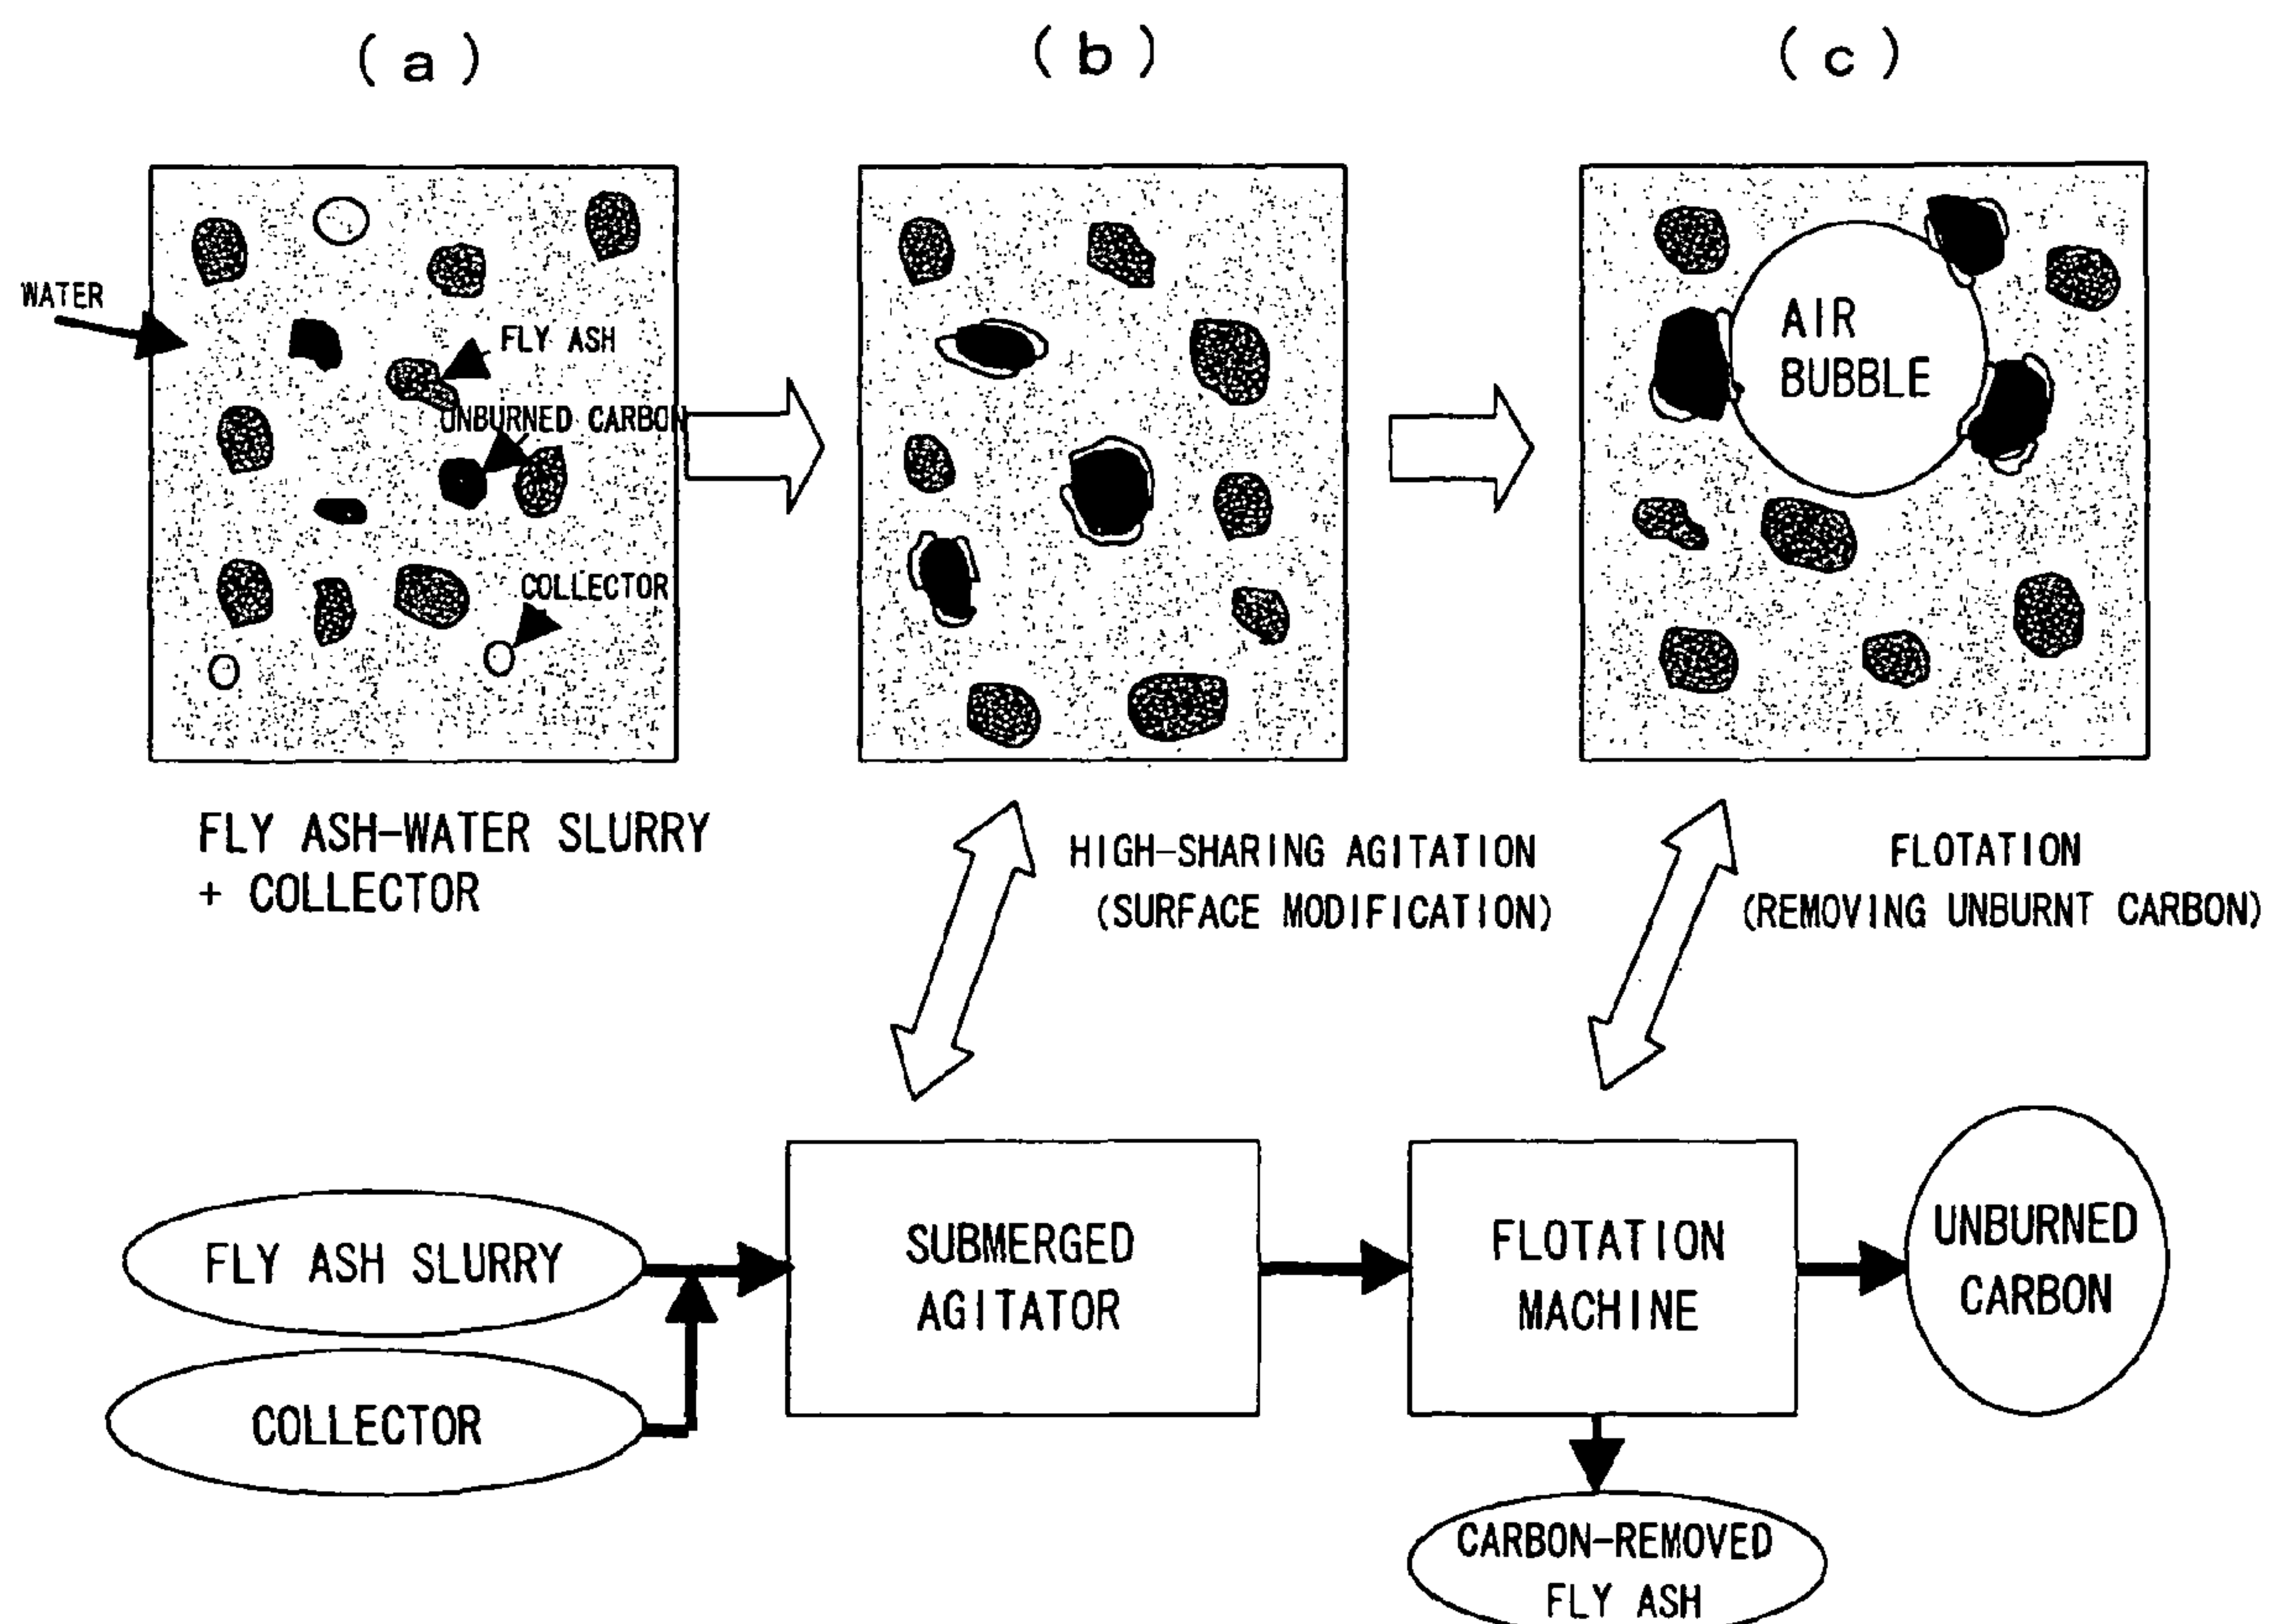 (a)
(b)
(c)
WATER
FLY ASH
UNBURNED CARBON
COLLECTOR
AIR
BUBBLE
FLY ASH-WATER SLURRY
+ COLLECTOR
HIGH-SHARING AGITATION
(SURFACE MODIFICATION)
FLOTATION
(REMOVING UNBURNT CARBON)
FLY ASH SLURRY
COLLECTOR
SUBMERGED
AGITATOR
FLOTATION
MACHINE
UNBURNED
CARBON
CARBON-REMOVED
FLY ASH